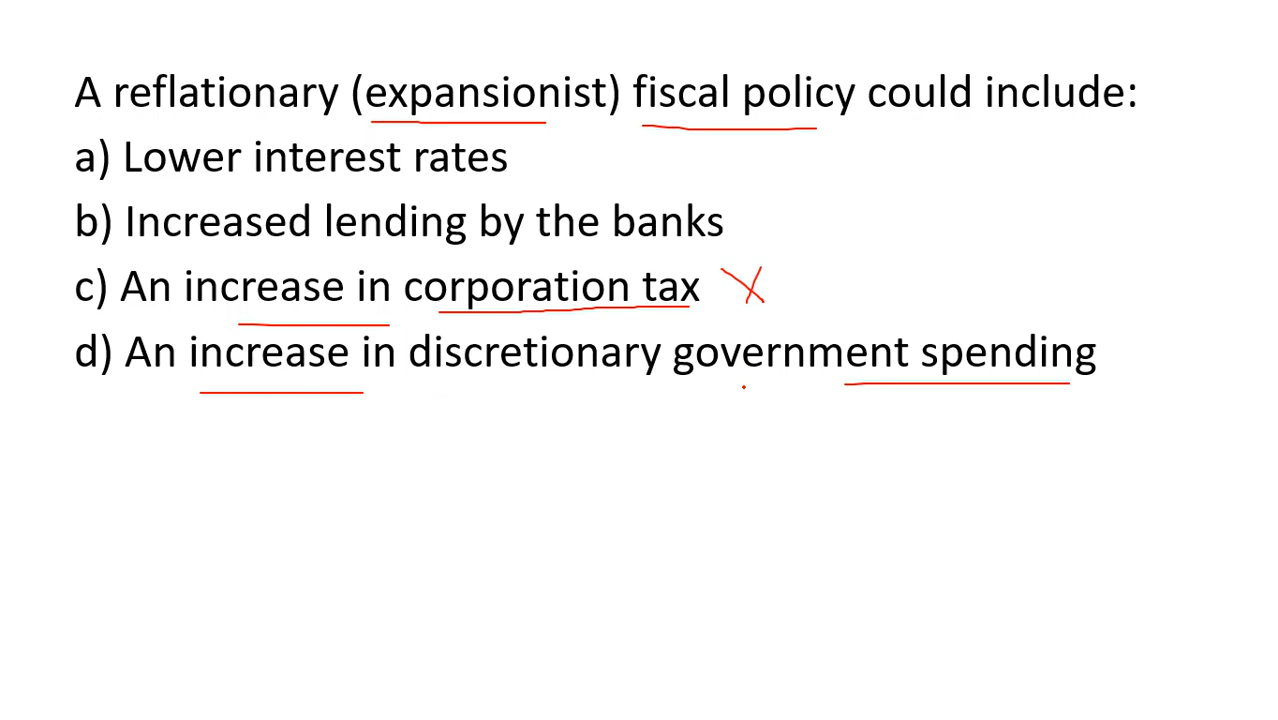 A reflationary (expansionist) fiscal policy could include:
a) Lower interest rates
b) Increased lending by the banks
c) An increase in corporation tax
d) An increase in discretionary government spending